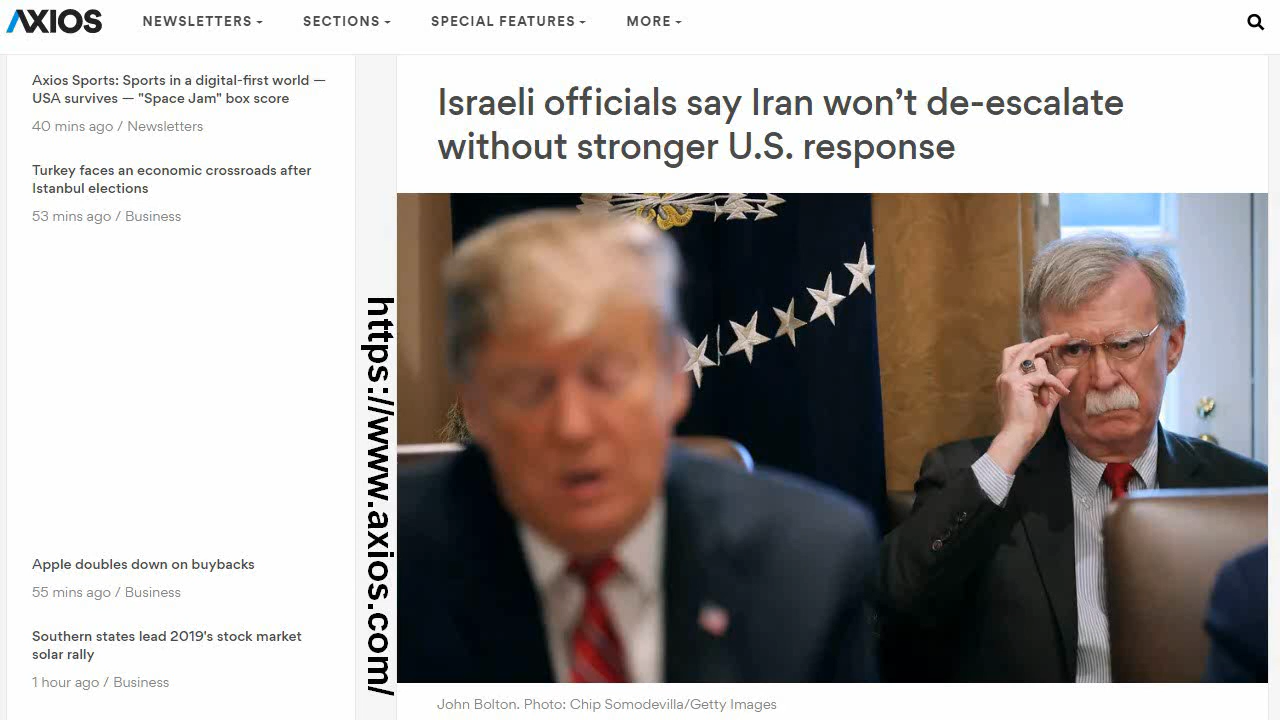 AXIOS
NEWSLETTERS
SECTIONS
SPECIAL FEATURES
MORE
Axios Sports: Sports in a digital-first world —
USA survives — "Space Jam" box score
40 mins ago / Newsletters
Turkey faces an economic crossroads after
Istanbul elections
53 mins ago / Business
Apple doubles down on buybacks
55 mins ago / Business
Southern states lead 2019's stock market
solar rally
1 hour ago / Business
https://www.axios.com/
Israeli officials say Iran won’t de-escalate
without stronger U.S. response
John Bolton. Photo: Chip Somodevilla/Getty Images